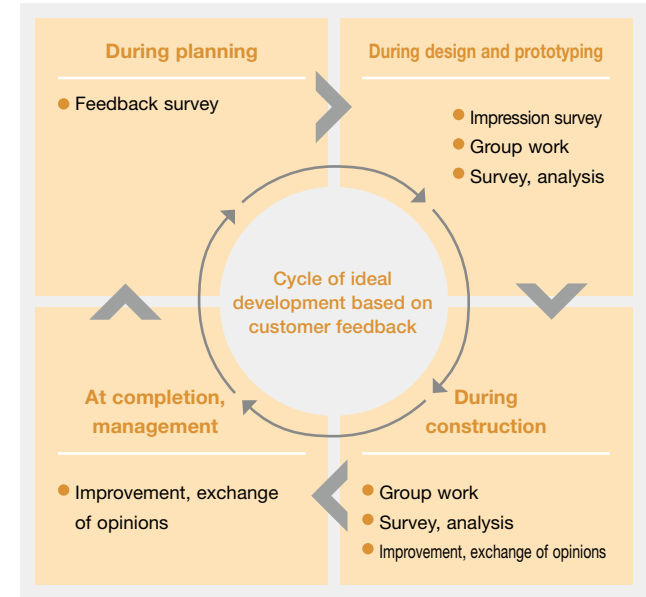 During planning
Feedback survey
During design and prototyping
Impression survey
Group work
Survey, analysis
Cycle of ideal
development based on
customer feedback
At completion,
management
Improvement, exchange
of opinions
During
construction
Group work
Survey, analysis
Improvement, exchange of opinions